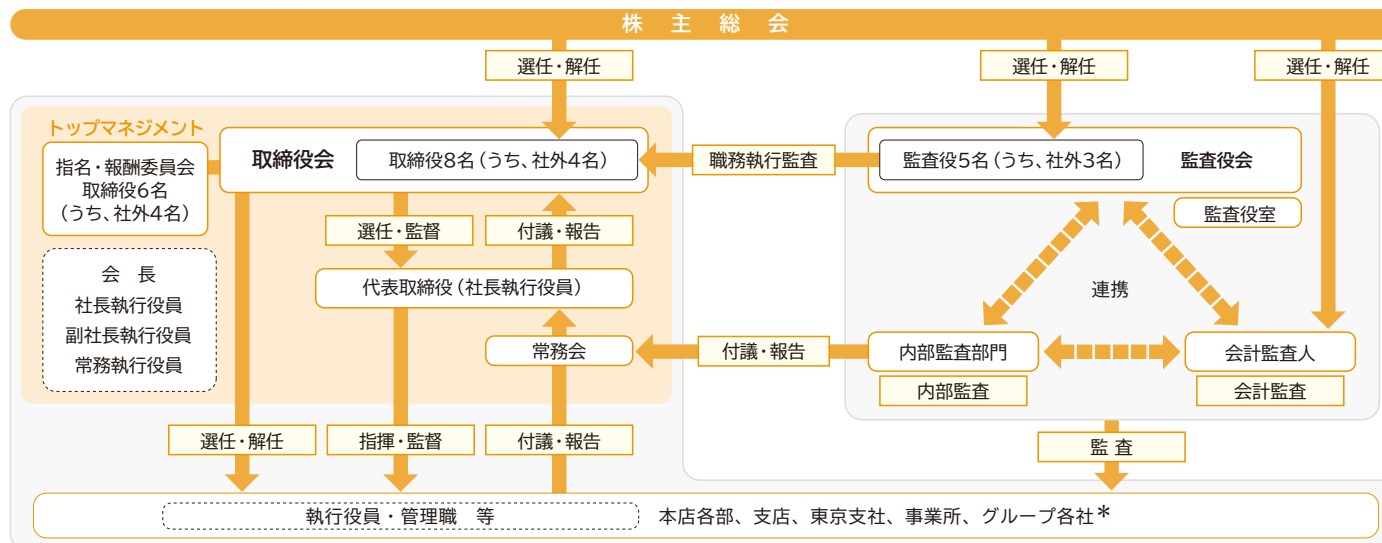 株主総会
選任・解任
選任・解任
選任・解任
トップマネジメント
指名・報酬委員会
取締役6名
（うち、社外4名）
取締役会
取締役8名（うち、社外4名）
職務執行監査
監査役5名（うち、社外3名）
監査役会
監査役室
選任・監督
付議・報告
会　長
社長執行役員
副社長執行役員
常務執行役員
代表取締役（社長執行役員）
連携
常務会
付議・報告
内部監査部門
会計監査人
内部監査
会計監査
選任・解任
指揮・監督
付議・報告
監 査
執行役員・管理職　等
本店各部、支店、東京支社、事業所、グループ各社＊